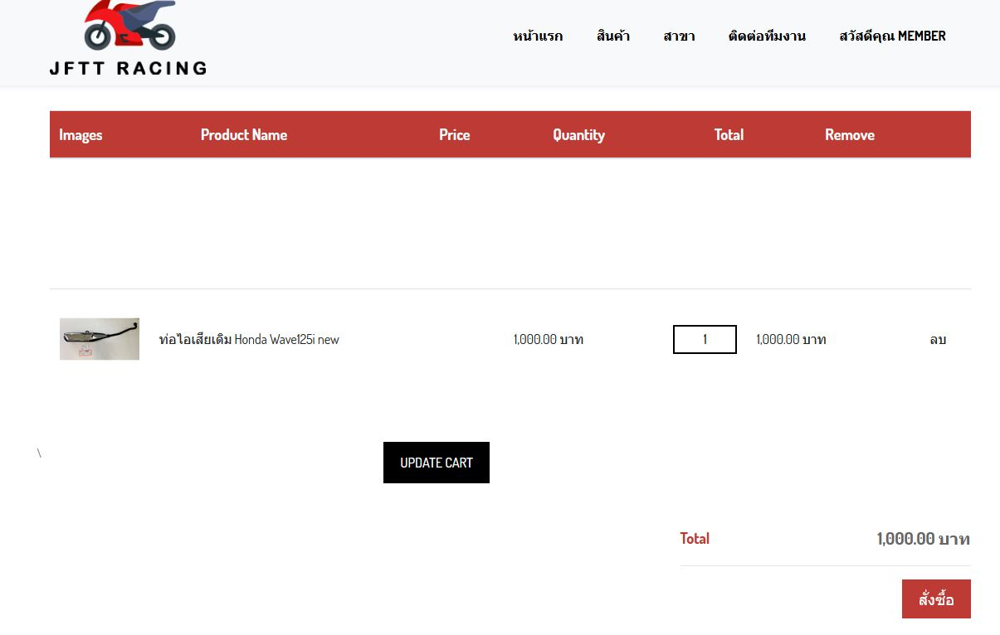 หน้าแรก สินค้า สาขา ติดต่อทีมงาน สวัสดีคุณ MEMBER
JFTT RACING
Images Product Name Price Quantity Total Remove
ท่อไอเสียเดิม Honda Wave125i new 1,000.00 บาท 1 1,000.00 บาท ลบ
\
UPDATE CART
Total 1,000.00 บาท
สั่งซื้อ